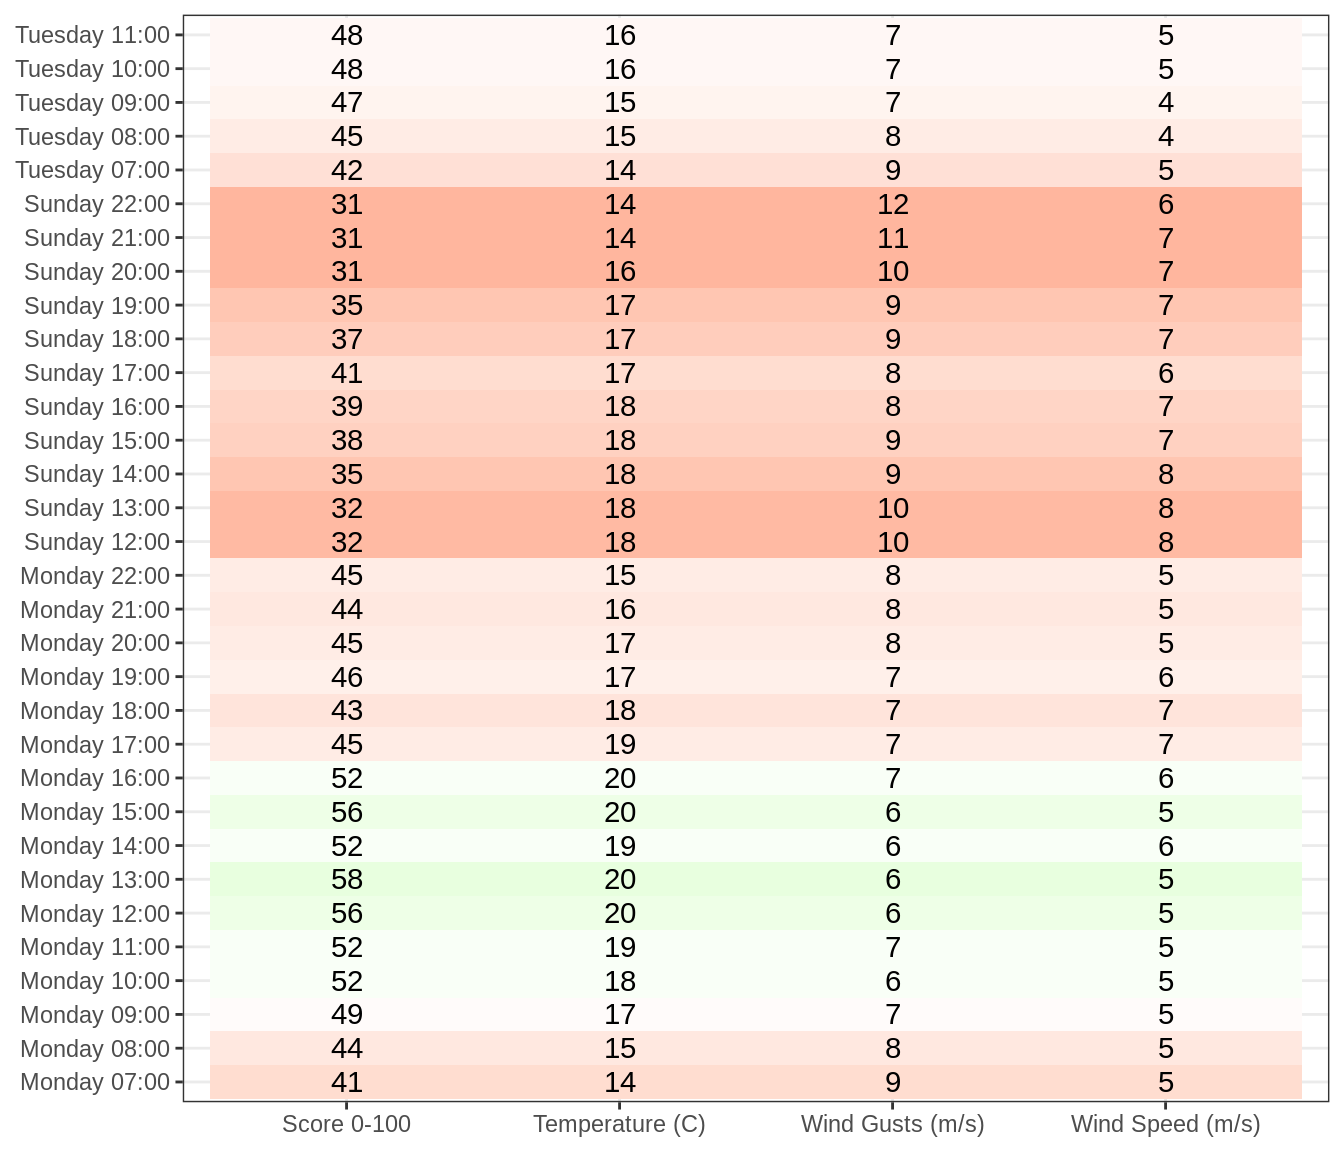 Tuesday 11:00 48 16 7 5
Tuesday 10:00 48 16 7 5
Tuesday 09:00 47 15 7 4
Tuesday 08:00 45 15 8 4
Tuesday 07:00 42 14 9 5
Sunday 22:00 31 14 12 6
Sunday 21:00 31 14 11 7
Sunday 20:00 31 16 10 7
Sunday 19:00 35 17 9 7
Sunday 18:00 37 17 9 7
Sunday 17:00 41 17 8 6
Sunday 16:00 39 18 8 7
Sunday 15:00 38 18 9 7
Sunday 14:00 35 18 9 8
Sunday 13:00 32 18 10 8
Sunday 12:00 32 18 10 8
Monday 22:00 45 15 8 5
Monday 21:00 44 16 8 5
Monday 20:00 45 17 8 5
Monday 19:00 46 17 7 6
Monday 18:00 43 18 7 7
Monday 17:00 45 19 7 7
Monday 16:00 52 20 7 6
Monday 15:00 56 20 6 5
Monday 14:00 52 19 6 6
Monday 13:00 58 20 6 5
Monday 12:00 56 20 6 5
Monday 11:00 52 19 7 5
Monday 10:00 52 18 6 5
Monday 09:00 49 17 7 5
Monday 08:00 44 15 8 5
Monday 07:00 41 14 9 5
Score 0-100 Temperature (C) Wind Gusts (m/s) Wind Speed (m/s)